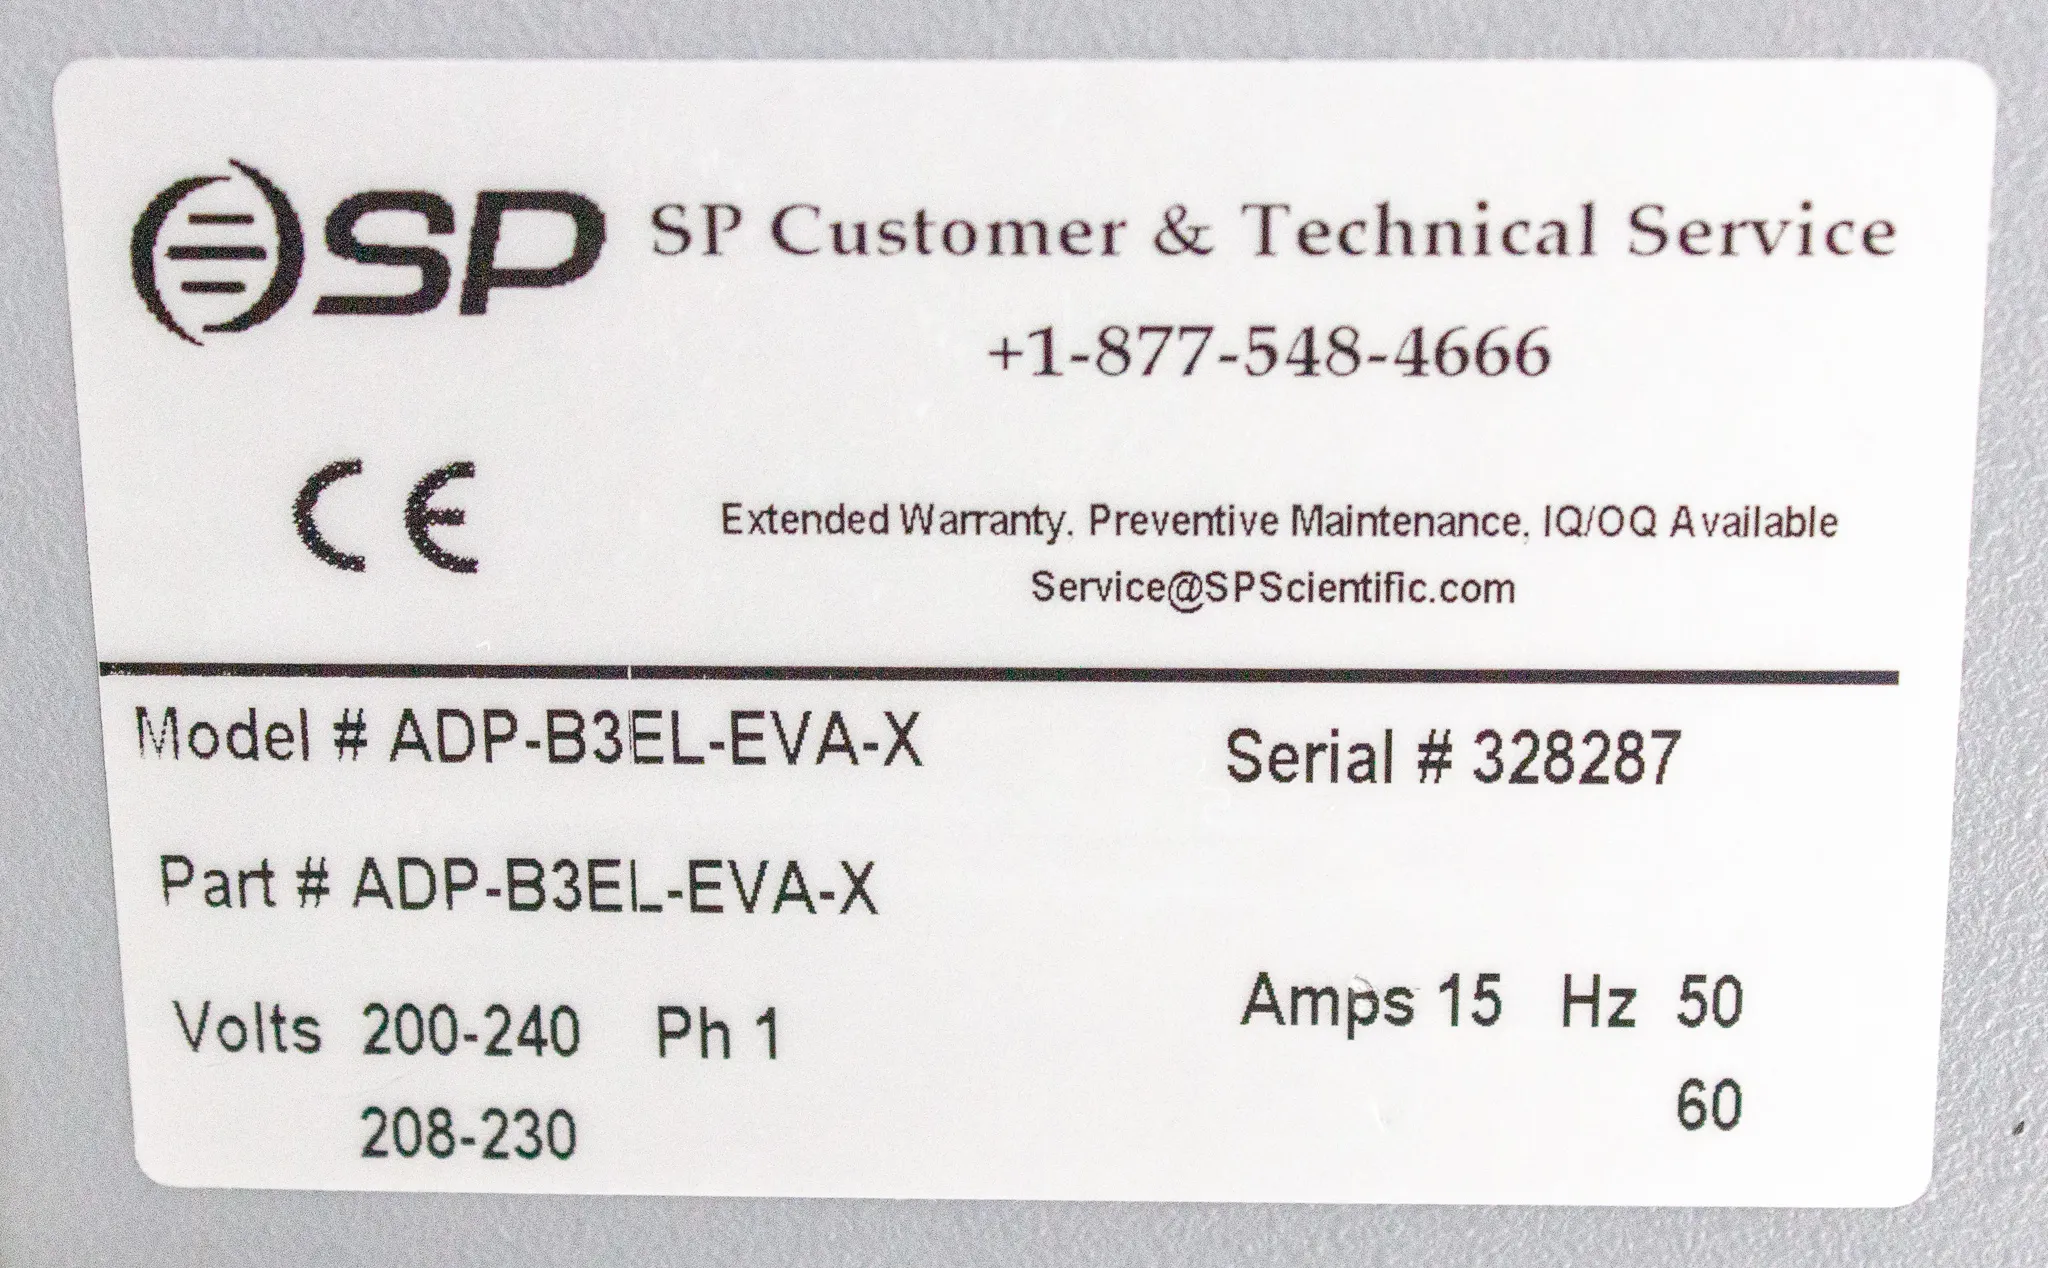 SP SP Customer & Technical Service
+1-877-548-4666
CE Extended Warranty, Preventive Maintenance, IQ/OQ Available
Service@SPScientific.com
Model # ADP-B3EL-EVA-X Serial # 328287
Part # ADP-B3EL-EVA-X
Volts 200-240 Ph 1 Amps 15 Hz 50
208-230 60